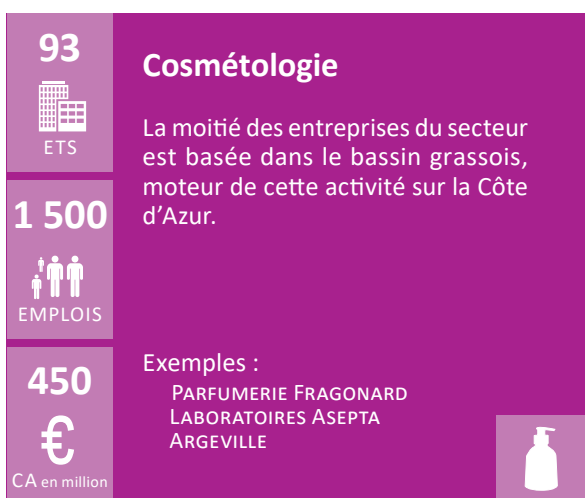 93
ETS
1 500
EMPLOIS
450
€
CA en million
Cosmétologie
La moitié des entreprises du secteur
est basée dans le bassin grassois,
moteur de cette activité sur la Côte
d'Azur.
Exemples :
PARFUMERIE FRAGONARD
LABORATOIRES ASEPTA
ARGEVILLE